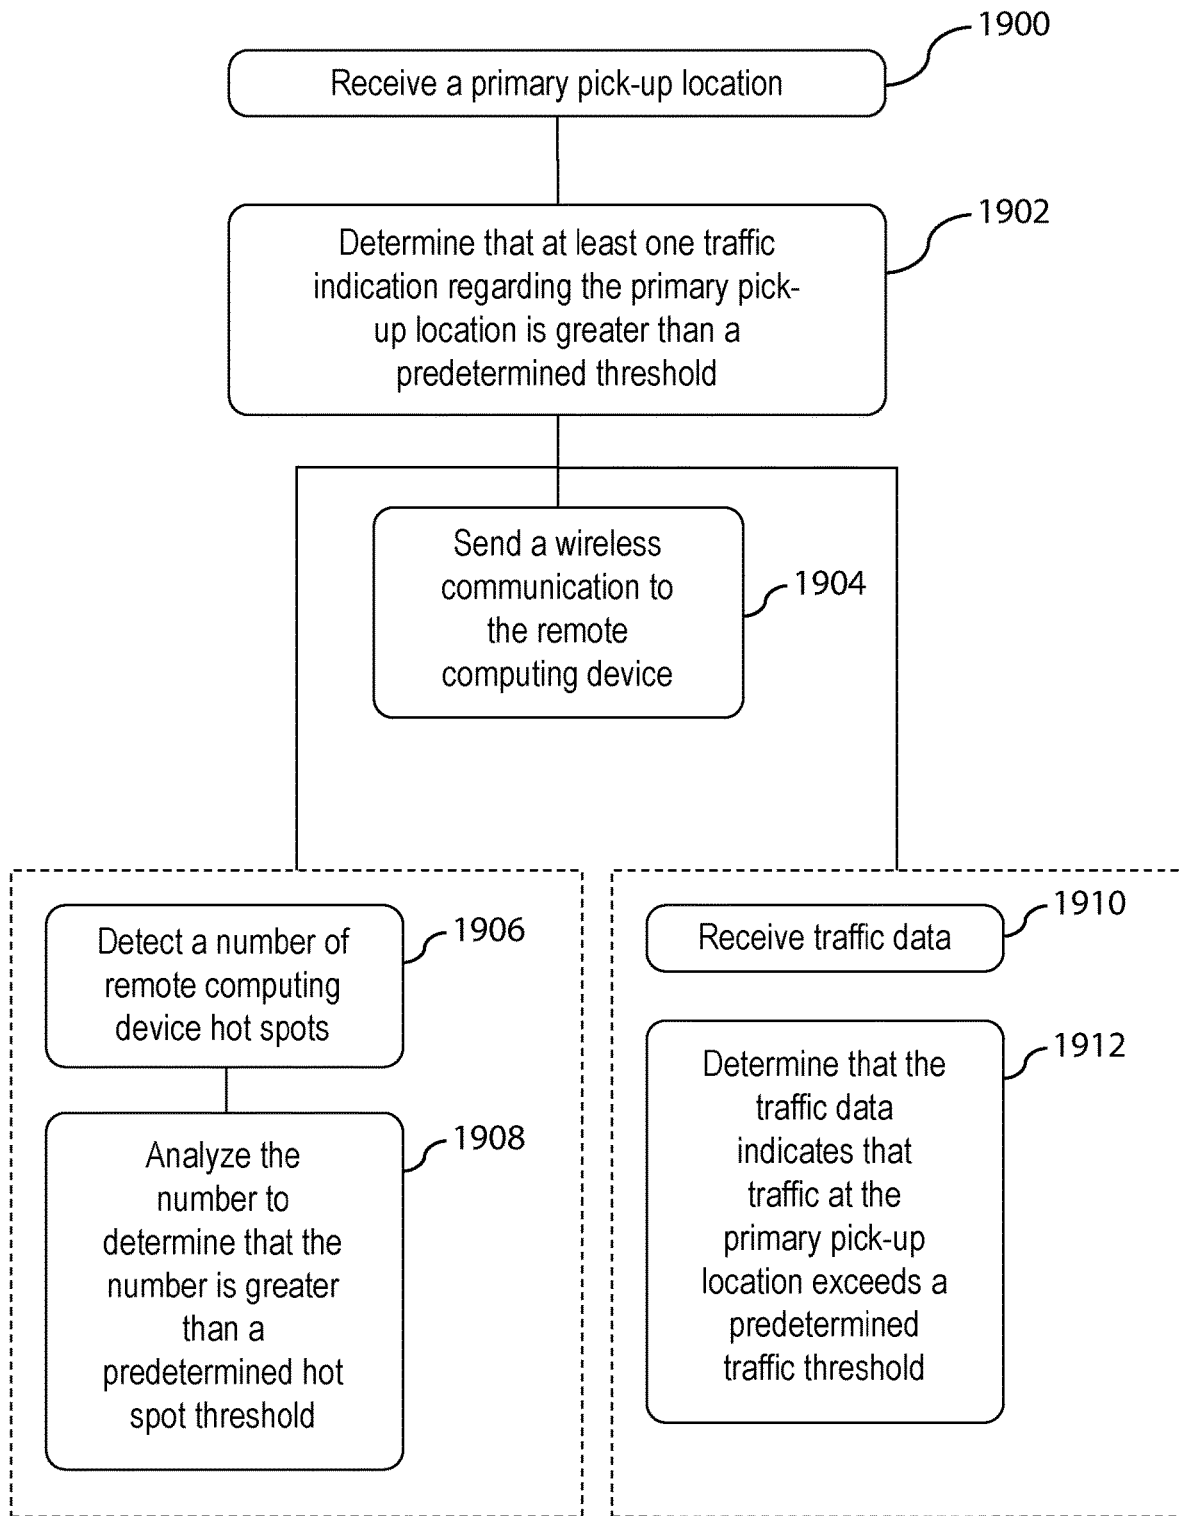 1900
Receive a primary pick-up location
1902
Determine that at least one traffic
indication regarding the primary pick-
up location is greater than a
predetermined threshold
Send a wireless
communication to
the remote
computing device
1904
Detect a number of
remote computing
device hot spots
1906
Analyze the
number to
determine that the
number is greater
than a
predetermined hot
spot threshold
1908
Receive traffic data
1910
Determine that the
traffic data
indicates that
traffic at the
primary pick-up
location exceeds a
predetermined
traffic threshold
1912